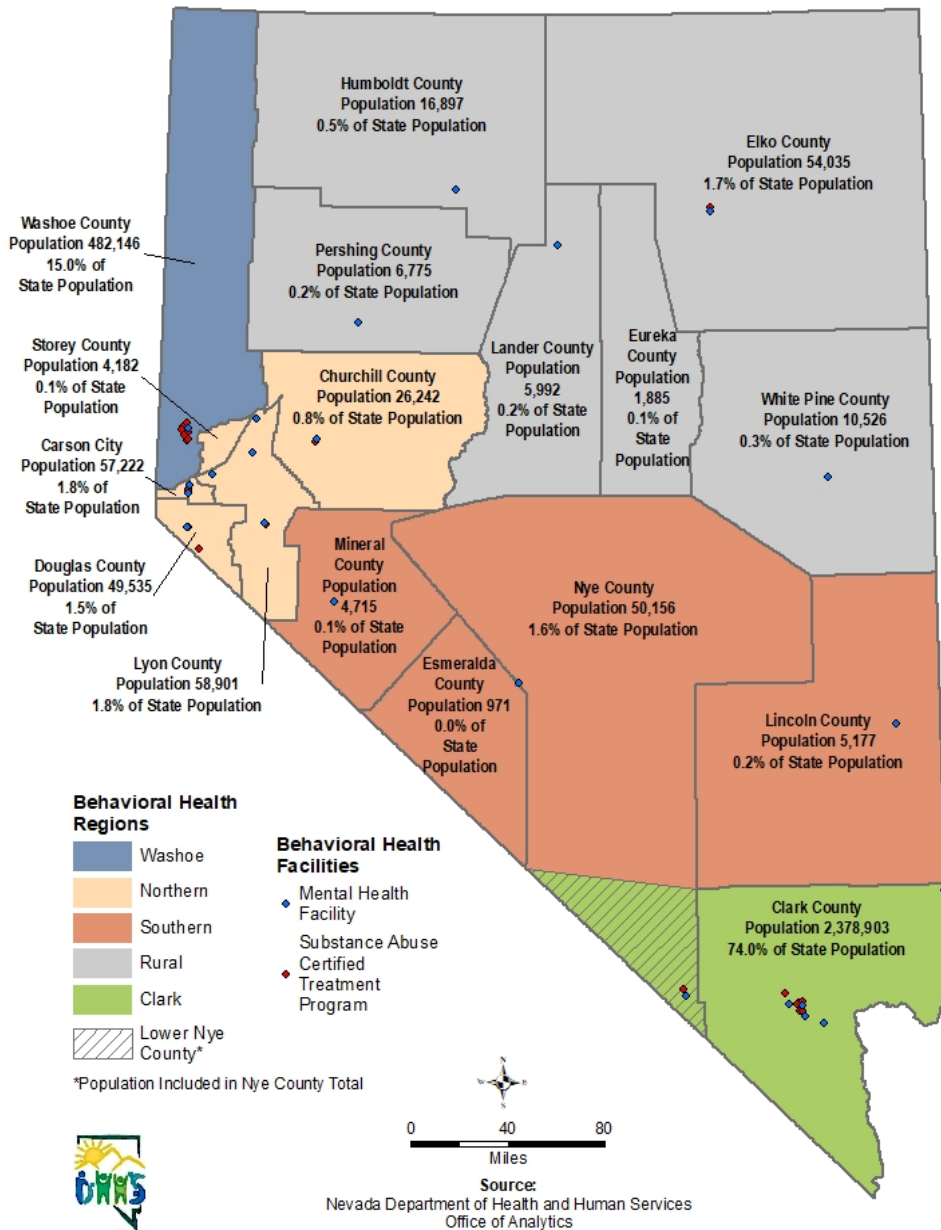 Humboldt County
Population 16,897
0.5% of State Population
Elko County
Population 54,035
1.7% of State Population
Washoe County
Population 482,146
15.0% of
State Population
Pershing County
Population 6,775
0.2% of State Population
Storey County
Population 4,182
0.1% of State
Population
Churchill County
Population 26,242
0.8% of State Population
Lander County
Population
5,992
0.2% of State
Population
Eureka
County
Population
1,885
0.1% of
State
Population
White Pine County
Population 10,526
0.3% of State Population
Carson City
Population 57,222
1.8% of
State Population
Douglas County
Population 49,535
1.5% of
State Population
Mineral
County
Population
4,715
0.1% of State
Population
Nye County
Population 50,156
1.6% of State Population
Lyon County
Population 58,901
1.8% of State Population
Esmeralda
County
Population 971
0.0% of
State
Population
Lincoln County
Population 5,177
0.2% of State Population
Clark County
Population 2,378,903
74.0% of State Population
Behavioral Health
Regions
Washoe
Northern
Southern
Rural
Clark
Lower Nye
County*
*Population Included in Nye County Total
Behavioral Health
Facilities
Mental Health
Facility
Substance Abuse
Certified
Treatment
Program
N
W
E
S
0 40 80
Miles
DHHS
Source:
Nevada Department of Health and Human Services
Office of Analytics